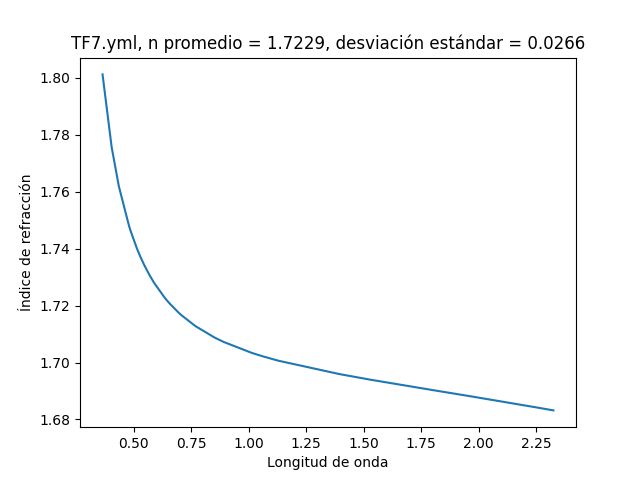 TF7.yml, n promedio = 1.7229, desviación estándar = 0.0266
1.80
1.78
1.76
1.74
1.72
1.70
1.68
Índice de refracción
0.50 0.75 1.00 1.25 1.50 1.75 2.00 2.25
Longitud de onda